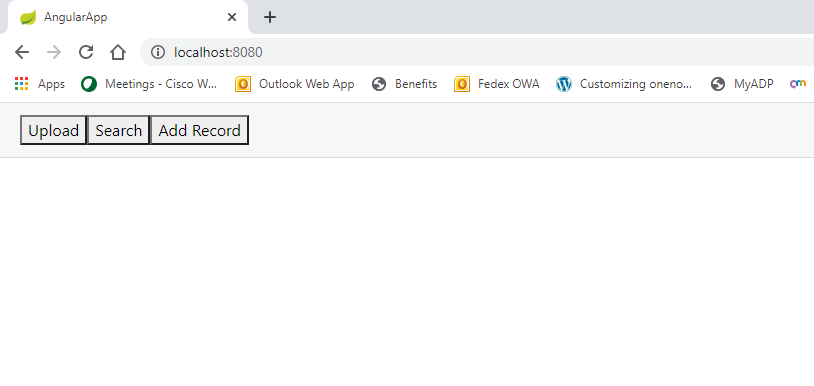 AngularApp
localhost:8080
Apps Meetings - Cisco W... Outlook Web App Benefits Fedex OWA Customizing oneno... MyADP
Upload Search Add Record